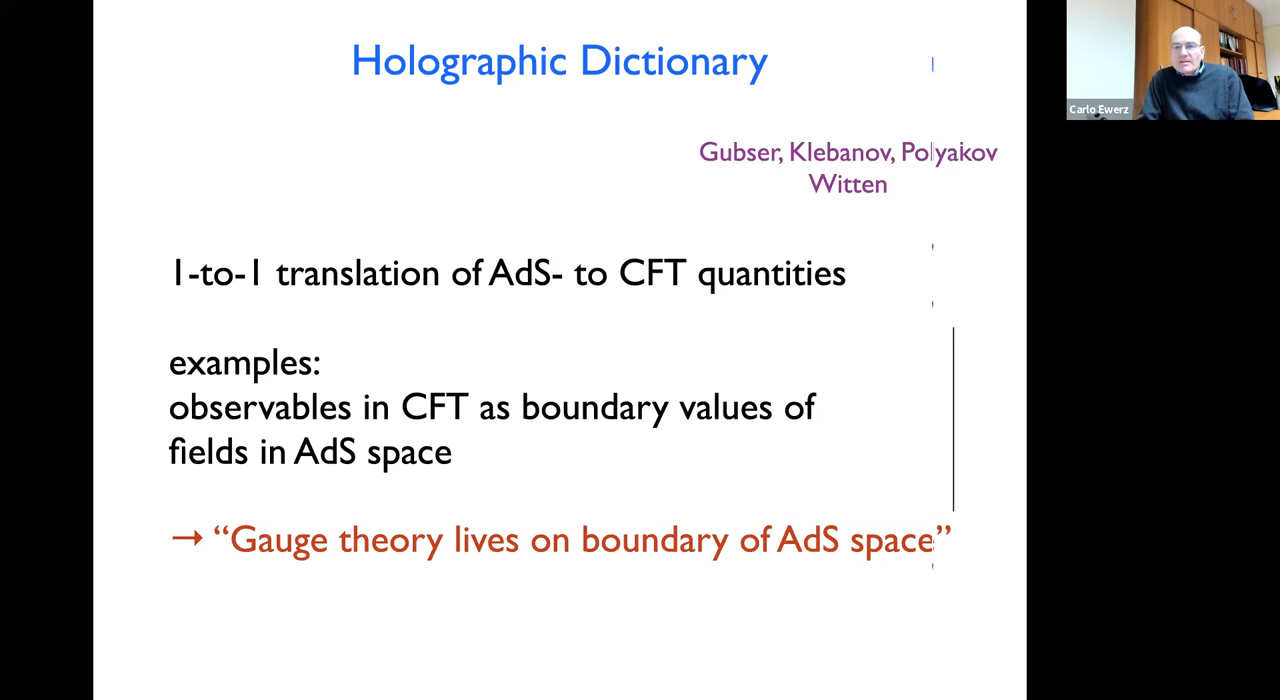 Holographic Dictionary
Carlo Ewerz
Gubser, Klebanov, Polyakov
Witten
1-to-1 translation of AdS- to CFT quantities
examples:
observables in CFT as boundary values of
fields in AdS space
→ “Gauge theory lives on boundary of AdS space”